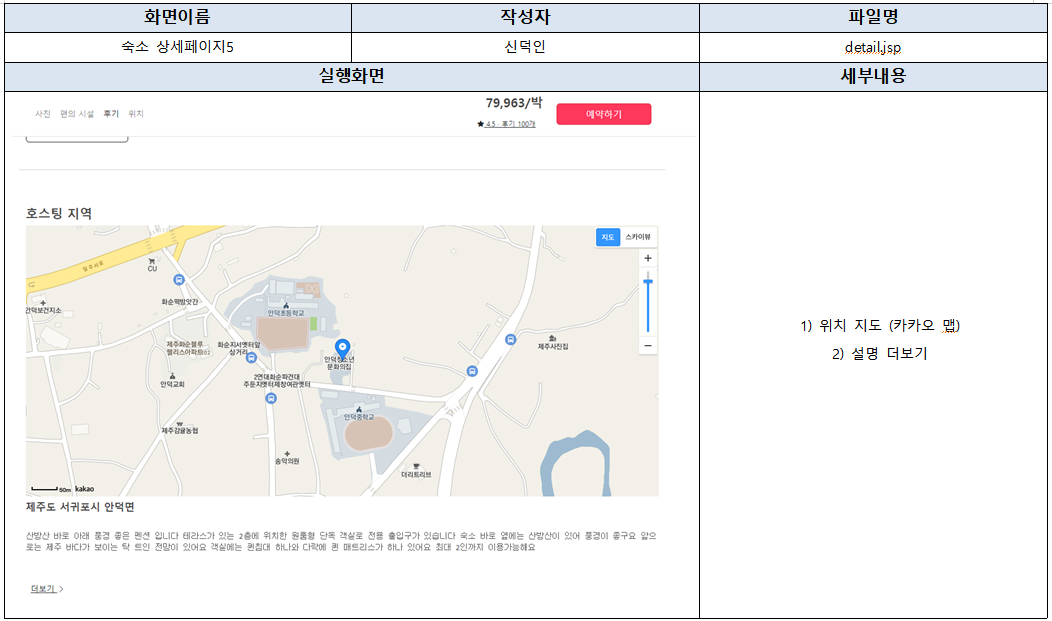 화면이름 작성자 파일명
숙소 상세페이지5 신덕인 detail.jsp
실행화면 세부내용
사진 편의 시설 후기 위치
79,963/박
★ 4.5 · 후기 100개
예약하기
호스팅 지역
지도 스카이뷰
일주서로
CU
안덕보건지소
화순떡방앗간
안덕초등학교
제주화순블루
웰리스아파트
화순지서옛터앞
삼거리
안덕청소년
문화의집
제주사진집
안덕교회
2연대화순파견대
안덕중학교
제주감귤농협
송악의원
더리트리브
50m kakao
제주도 서귀포시 안덕면
산방산 바로 아래 풍경 좋은 펜션 입니다 테라스가 있는 2층에 위치한 원룸형 단독 객실로 전용 출입구가 있습니다 숙소 바로 옆에는 산방산이 있어 풍경이 좋구요 앞으
로는 제주 바다가 보이는 탁 트인 전망이 있어요 객실에는 퀸침대 하나와 다락에 퀸 매트리스가 하나 있어요 최대 2인까지 이용가능해요
더보기 >
1) 위치 지도 (카카오 맵)
2) 설명 더보기